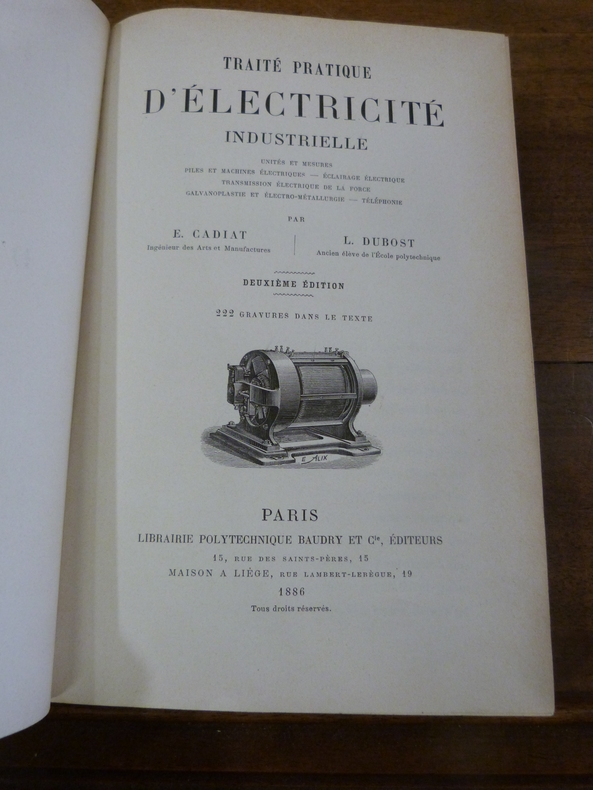 TRAITÉ PRATIQUE
D'ÉLECTRICITÉ
INDUSTRIELLE
UNITÉS ET MESURES
PILES ET MACHINES ÉLECTRIQUES — ÉCLAIRAGE ÉLECTRIQUE
TRANSMISSION ÉLECTRIQUE DE LA FORCE
GALVANOPLASTIE ET ÉLECTRO-MÉTALLURGIE — TÉLÉPHONIE
PAR
E. CADIAT
Ingénieur des Arts et Manufactures
L. DUBOST
Ancien élève de l'École polytechnique
DEUXIÈME ÉDITION
222 GRAVURES DANS LE TEXTE
E. ALIX
PARIS
LIBRAIRIE POLYTECHNIQUE BAUDRY ET Cie, ÉDITEURS
15, RUE DES SAINTS-PÈRES, 15
MAISON A LIÉGE, RUE LAMBERT-LEBÈGUE, 19
1886
Tous droits réservés.